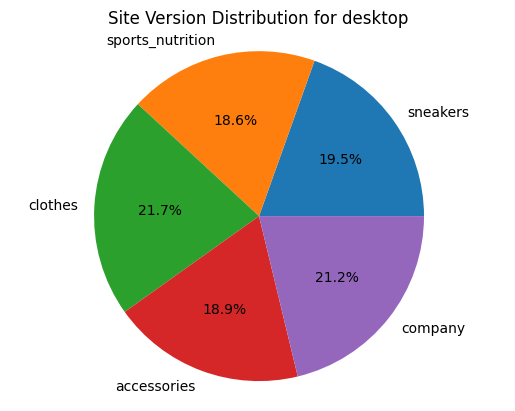 Site Version Distribution for desktop
sports_nutrition
sneakers
18.6%
19.5%
clothes
21.7%
18.9%
21.2%
company
accessories